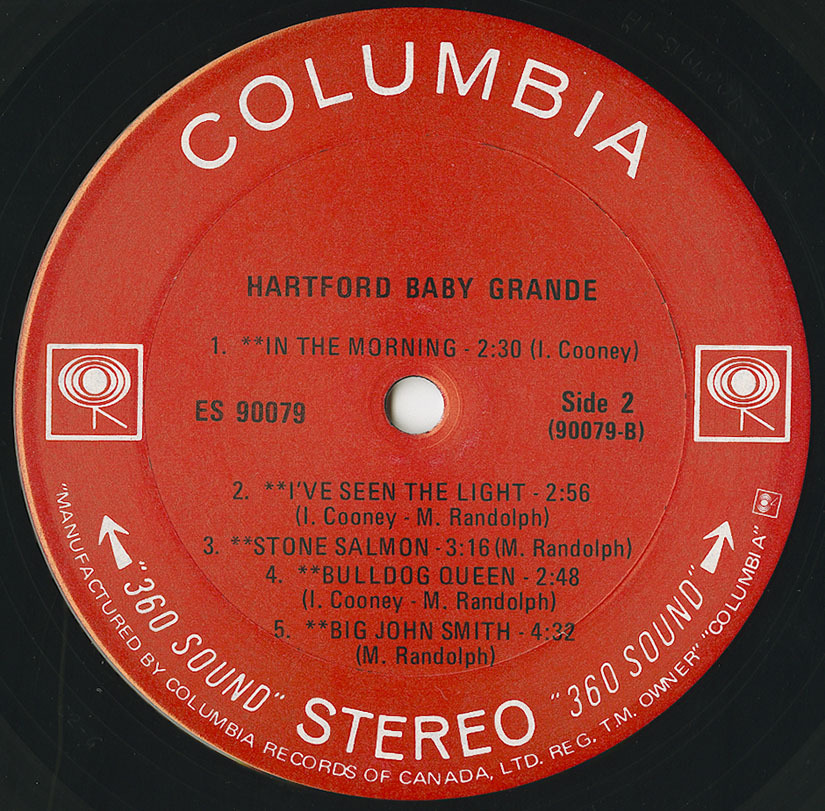 COLUMBIA
HARTFORD BABY GRANDE
1. **IN THE MORNING - 2:30 (I. Cooney)
ES 90079
Side 2
(90079-B)
2. **I'VE SEEN THE LIGHT - 2:56
(I. Cooney - M. Randolph)
3. **STONE SALMON - 3:16 (M. Randolph)
4. **BULLDOG QUEEN - 2:48
(I. Cooney - M. Randolph)
5. **BIG JOHN SMITH - 4:32
(M. Randolph)
"360 SOUND" STEREO "360 SOUND"
"MANUFACTURED BY COLUMBIA RECORDS OF CANADA, LTD. REG. T.M. OWNER" "COLUMBIA"